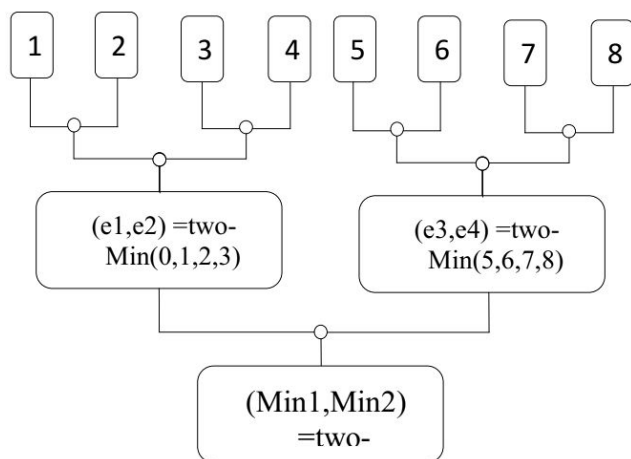 1 2 3 4 5 6 7 8
(e1,e2) =two-
Min(0,1,2,3)
(e3,e4) =two-
Min(5,6,7,8)
(Min1,Min2)
=two-